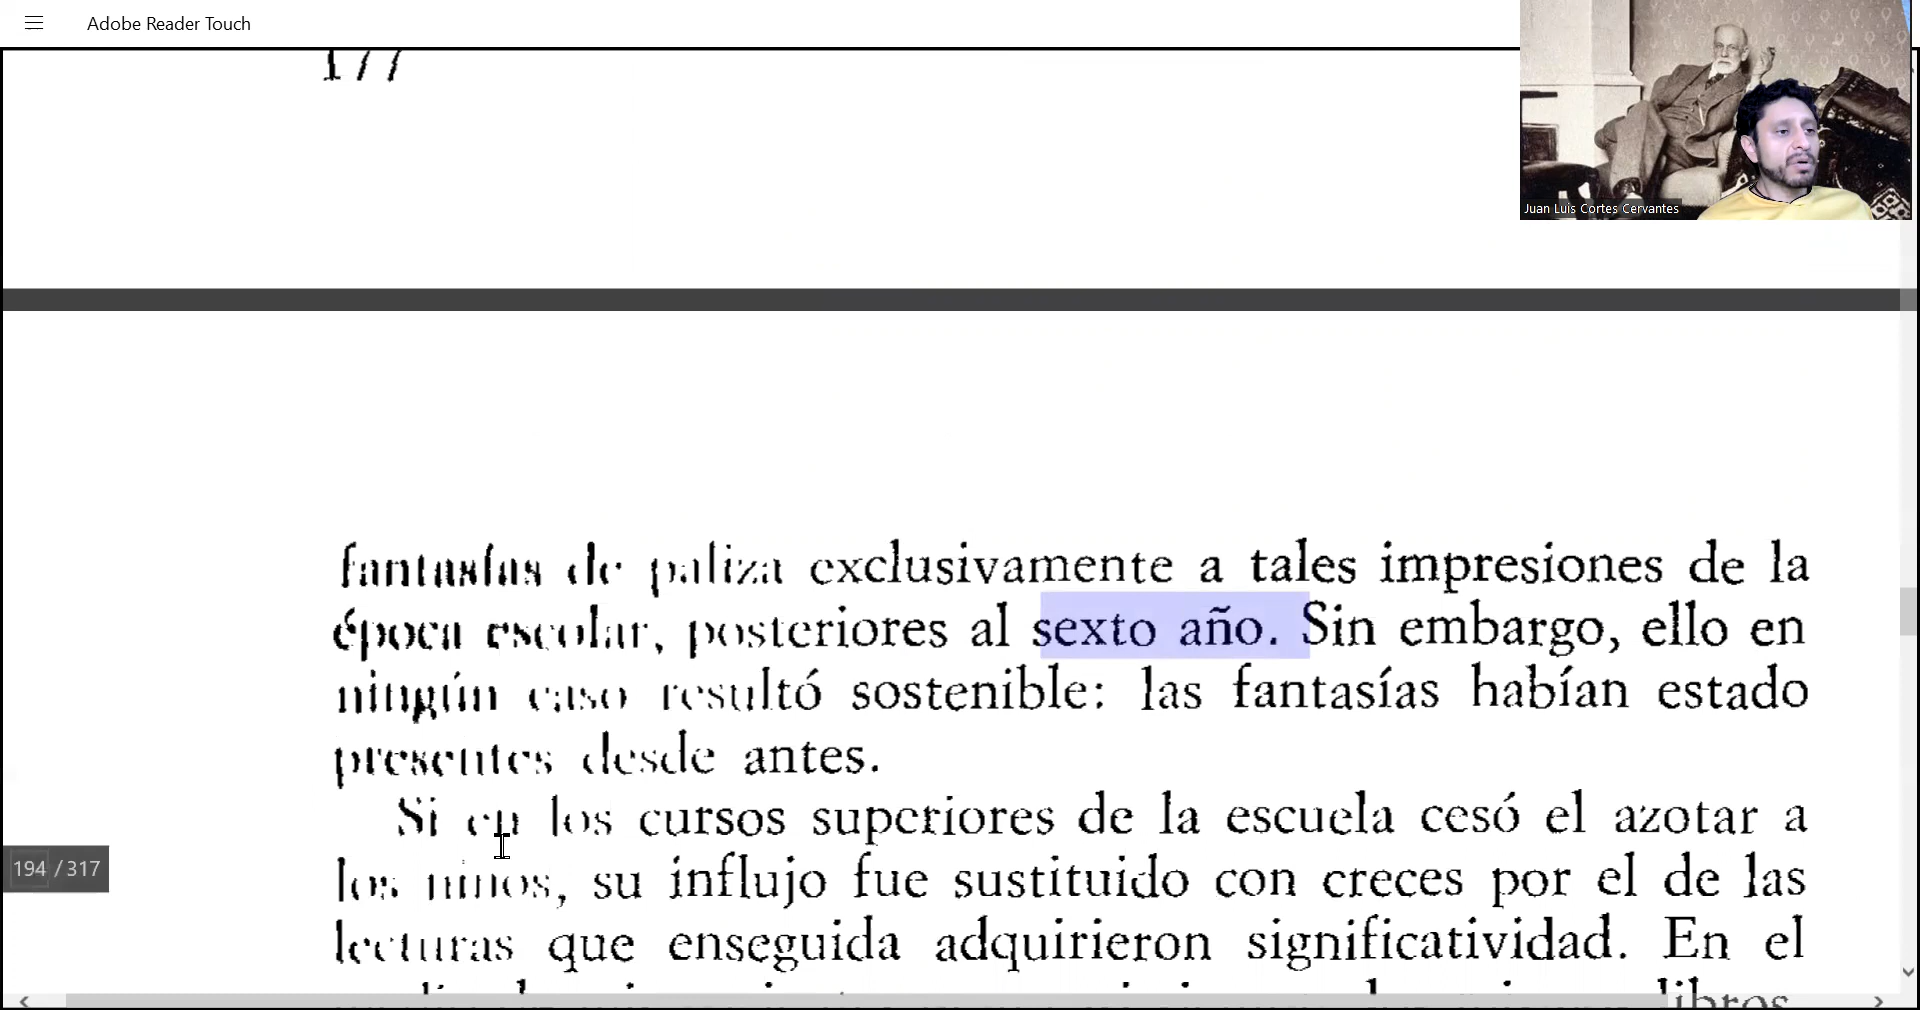 Adobe Reader Touch
177
Juan Luis Cortes Cervantes
fantasías de paliza exclusivamente a tales impresiones de la
época escolar, posteriores al sexto año. Sin embargo, ello en
ningún caso resultó sostenible: las fantasías habían estado
presentes desde antes.
Si en los cursos superiores de la escuela cesó el azotar a
los niños, su influjo fue sustituido con creces por el de las
lecturas que enseguida adquirieron significatividad. En el
libros,
194 / 317